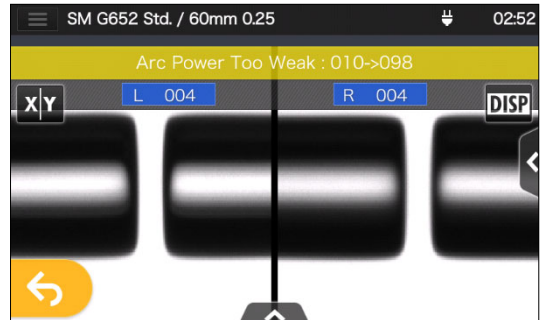 SM G652 Std. / 60mm 0.25 02:52
Arc Power Too Weak : 010->098
L 004 R 004
X|Y DISP